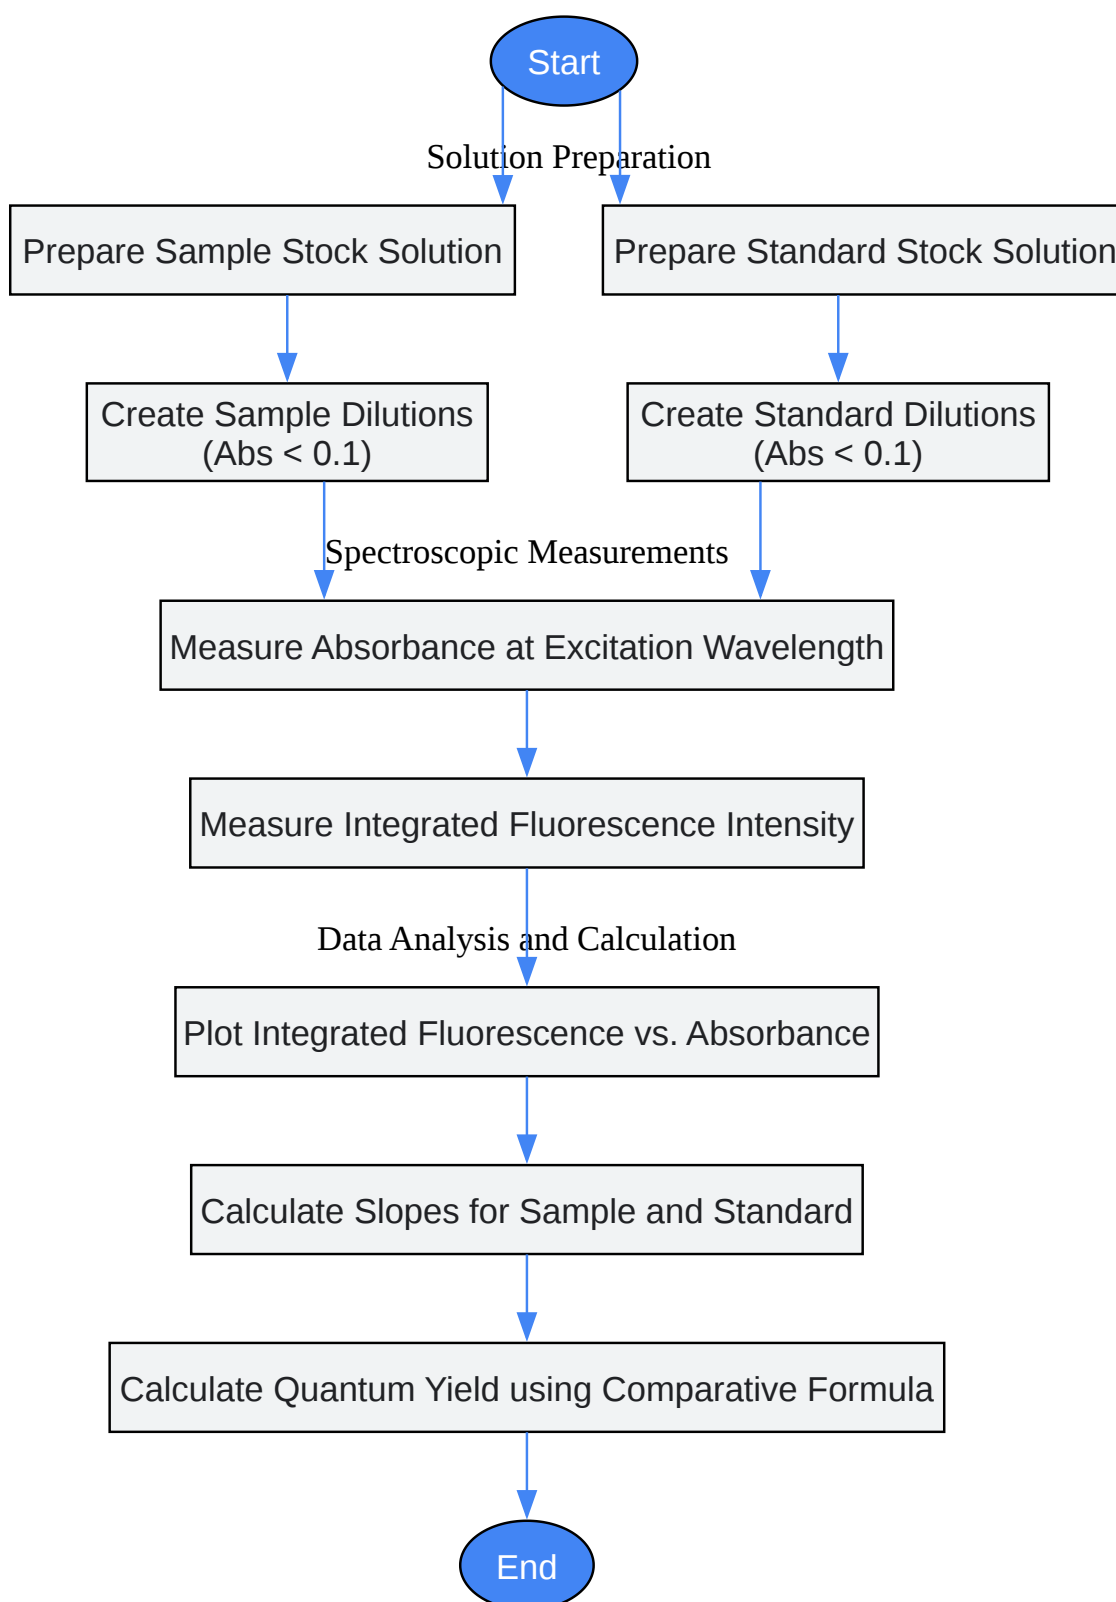 Start
Solution Preparation
Prepare Sample Stock Solution
Prepare Standard Stock Solution
Create Sample Dilutions
(Abs < 0.1)
Create Standard Dilutions
(Abs < 0.1)
Spectroscopic Measurements
Measure Absorbance at Excitation Wavelength
Measure Integrated Fluorescence Intensity
Data Analysis and Calculation
Plot Integrated Fluorescence vs. Absorbance
Calculate Slopes for Sample and Standard
Calculate Quantum Yield using Comparative Formula
End